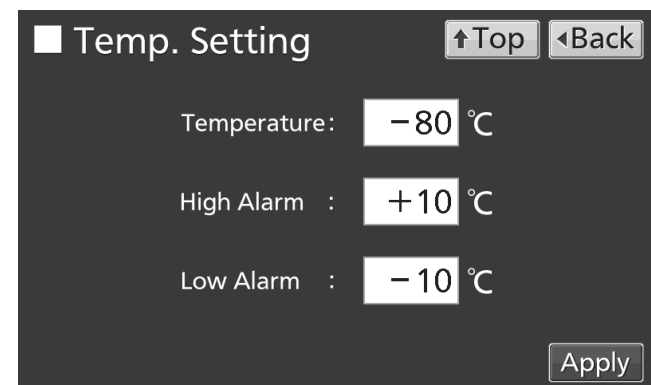 ■ Temp. Setting ↑Top ◂Back
Temperature: −80 ℃
High Alarm : +10 ℃
Low Alarm : −10 ℃
Apply